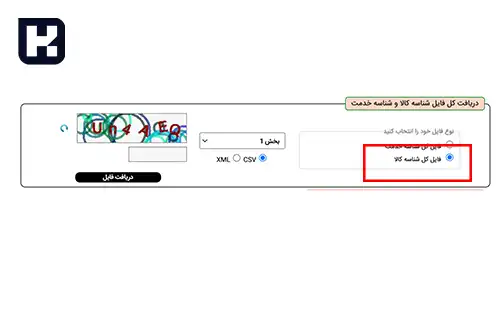 دریافت کل فایل شناسه کالا و شناسه خدمت
نوع فایل خود را انتخاب کنید
فایل کل شناسه خدمت
فایل کل شناسه کالا
بخش 1
CSV XML
دریافت فایل